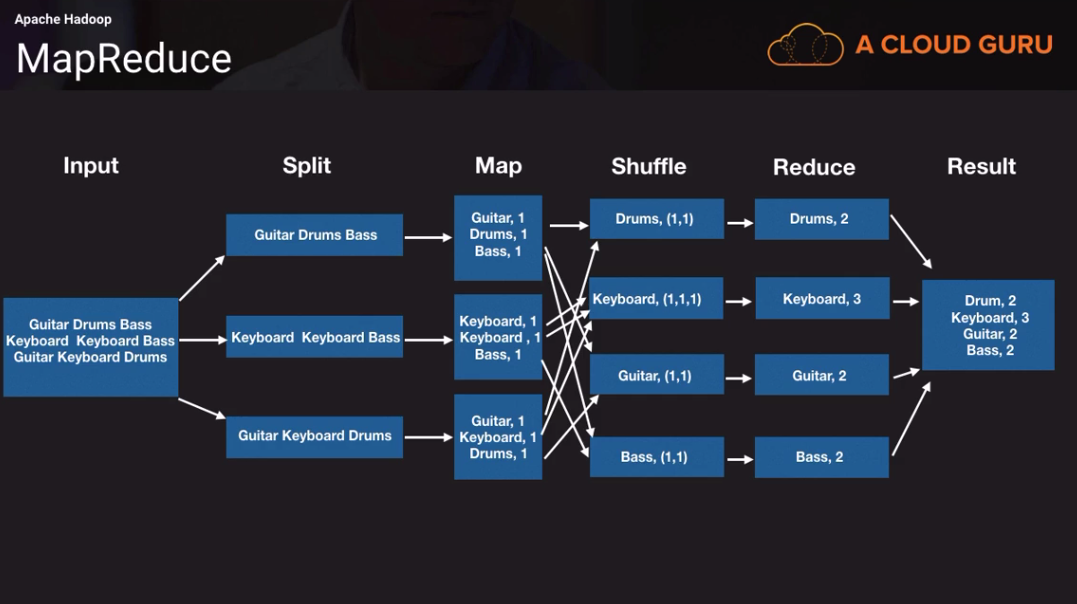 Apache Hadoop
MapReduce
A CLOUD GURU
Input
Split
Map
Shuffle
Reduce
Result
Guitar Drums Bass
Keyboard  Keyboard Bass
Guitar Keyboard Drums
Guitar Drums Bass
Keyboard  Keyboard Bass
Guitar Keyboard Drums
Guitar, 1
Drums, 1
Bass, 1
Keyboard, 1
Keyboard , 1
Bass, 1
Guitar, 1
Keyboard, 1
Drums, 1
Drums, (1,1)
Keyboard, (1,1,1)
Guitar, (1,1)
Bass, (1,1)
Drums, 2
Keyboard, 3
Guitar, 2
Bass, 2
Drum, 2
Keyboard, 3
Guitar, 2
Bass, 2